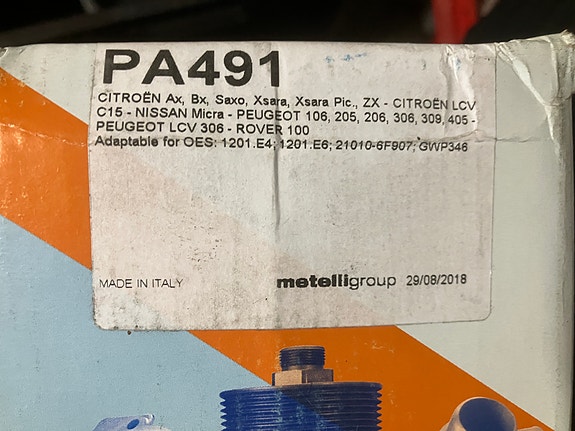 PA491
CITROËN Ax, Bx, Saxo, Xsara, Xsara Pic., ZX - CITROËN LCV
C15 - NISSAN Micra - PEUGEOT 106, 205, 206, 306, 309, 405 -
PEUGEOT LCV 306 - ROVER 100
Adaptable for OES: 1201.E4; 1201.E6; 21010-6F907; GWP346
MADE IN ITALY metelligroup 29/08/2018